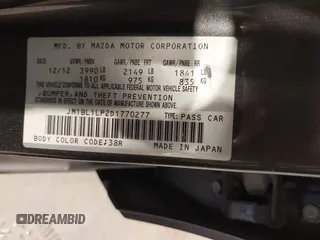 MFD. BY MAZDA MOTOR CORPORATION
DATE GVWR/PNBV GAWR/PNBE GAWR/PNBE
12/12 3990 LB 2149 LB 1841 LB
1810 KG 975 KG 835 KG
THIS VEHICLE CONFORMS TO ALL APPLICABLE FEDERAL MOTOR VEHICLE SAFETY,
BUMPER, AND THEFT PREVENTION
STANDARDS IN EFFECT ON THE DATE OF MANUFACTURE SHOWN ABOVE.
JM1BL1LP2D1770277 TYPE: PASS CAR
BODY COLOR CODE: 38R MADE IN JAPAN
DREAMBID